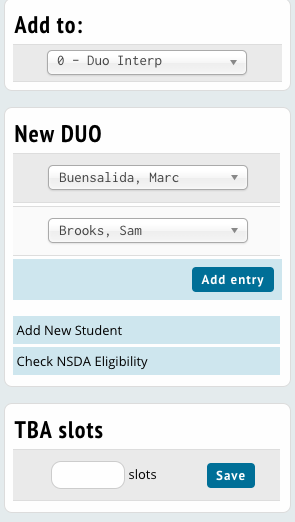 Add to:
0 - Duo Interp
New DUO
Buensalida, Marc
Brooks, Sam
Add entry
Add New Student
Check NSDA Eligibility
TBA slots
slots Save